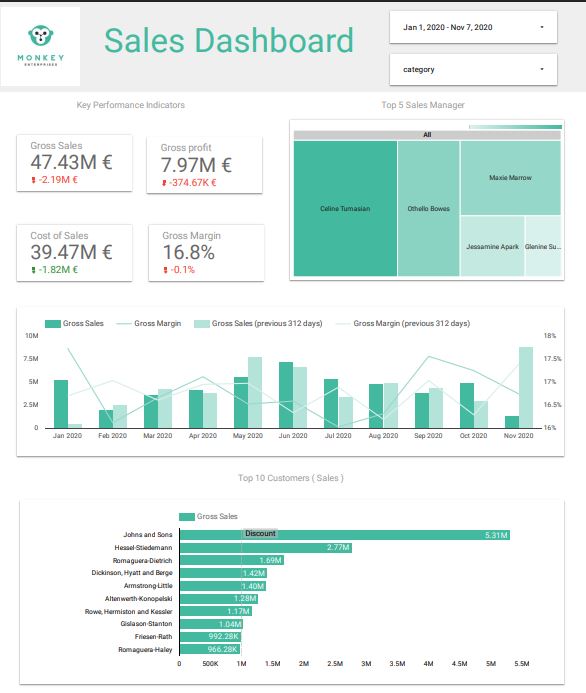 MONKEY
ENTERPRISES
Sales Dashboard
Jan 1, 2020 - Nov 7, 2020
category
Key Performance Indicators
Top 5 Sales Manager
Gross Sales
47.43M €
-2.19M €
Gross profit
7.97M €
-374.67K €
Cost of Sales
39.47M €
-1.82M €
Gross Margin
16.8%
-0.1%
All
Celine Tumasian
Othello Bowes
Maxie Marrow
Jessamine Apark
Glenine Su...
Gross Sales
Gross Margin
Gross Sales (previous 312 days)
Gross Margin (previous 312 days)
10M
7.5M
5M
2.5M
0
18%
17.5%
17%
16.5%
16%
Jan 2020
Feb 2020
Mar 2020
Apr 2020
May 2020
Jun 2020
Jul 2020
Aug 2020
Sep 2020
Oct 2020
Nov 2020
Top 10 Customers ( Sales )
Gross Sales
Discount
Johns and Sons 5.31M
Hessel-Stiedemann 2.77M
Romaguera-Dietrich 1.69M
Dickinson, Hyatt and Berge 1.42M
Armstrong-Little 1.40M
Altenwerth-Konopelski 1.28M
Rowe, Hermiston and Kessler 1.17M
Gislason-Stanton 1.04M
Friesen-Rath 992.28K
Romaguera-Haley 966.28K
0 500K 1M 1.5M 2M 2.5M 3M 3.5M 4M 4.5M 5M 5.5M